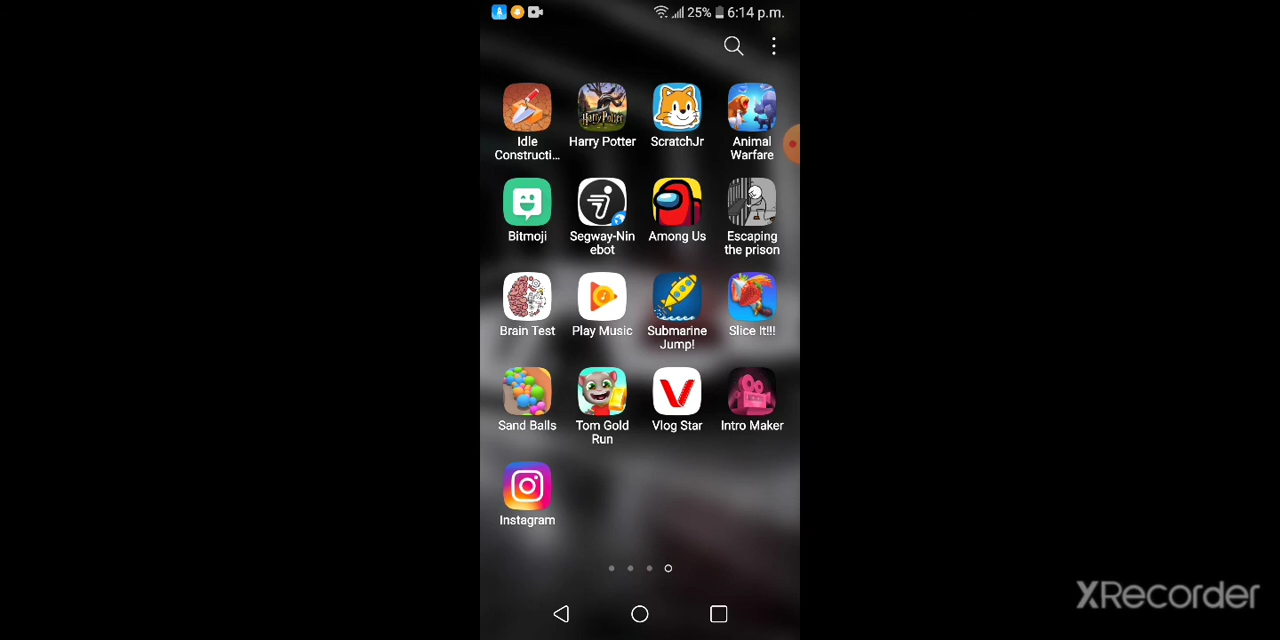 25% 6:14 p.m.
Idle
Constructi...
Harry Potter
ScratchJr
Animal
Warfare
Bitmoji
Segway-Nin
ebot
Among Us
Escaping
the prison
Brain Test
Play Music
Submarine
Jump!
Slice It!!!
Sand Balls
Tom Gold
Run
Vlog Star
Intro Maker
Instagram
XRecorder